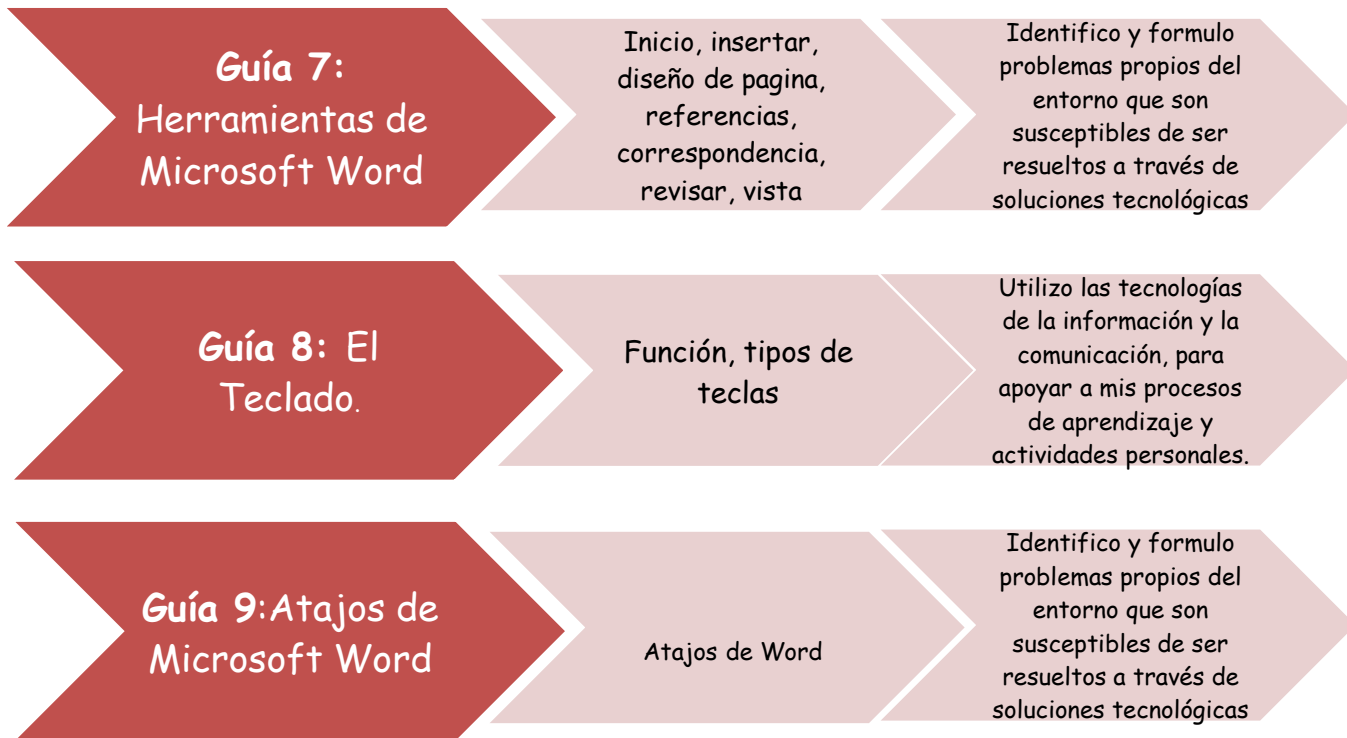 Guía 7:
Herramientas de
Microsoft Word
Inicio, insertar,
diseño de pagina,
referencias,
correspondencia,
revisar, vista
Identifico y formulo
problemas propios del
entorno que son
susceptibles de ser
resueltos a través de
soluciones tecnológicas
Guía 8: El
Teclado.
Función, tipos de
teclas
Utilizo las tecnologías
de la información y la
comunicación, para
apoyar a mis procesos
de aprendizaje y
actividades personales.
Guía 9:Atajos de
Microsoft Word
Atajos de Word
Identifico y formulo
problemas propios del
entorno que son
susceptibles de ser
resueltos a través de
soluciones tecnológicas